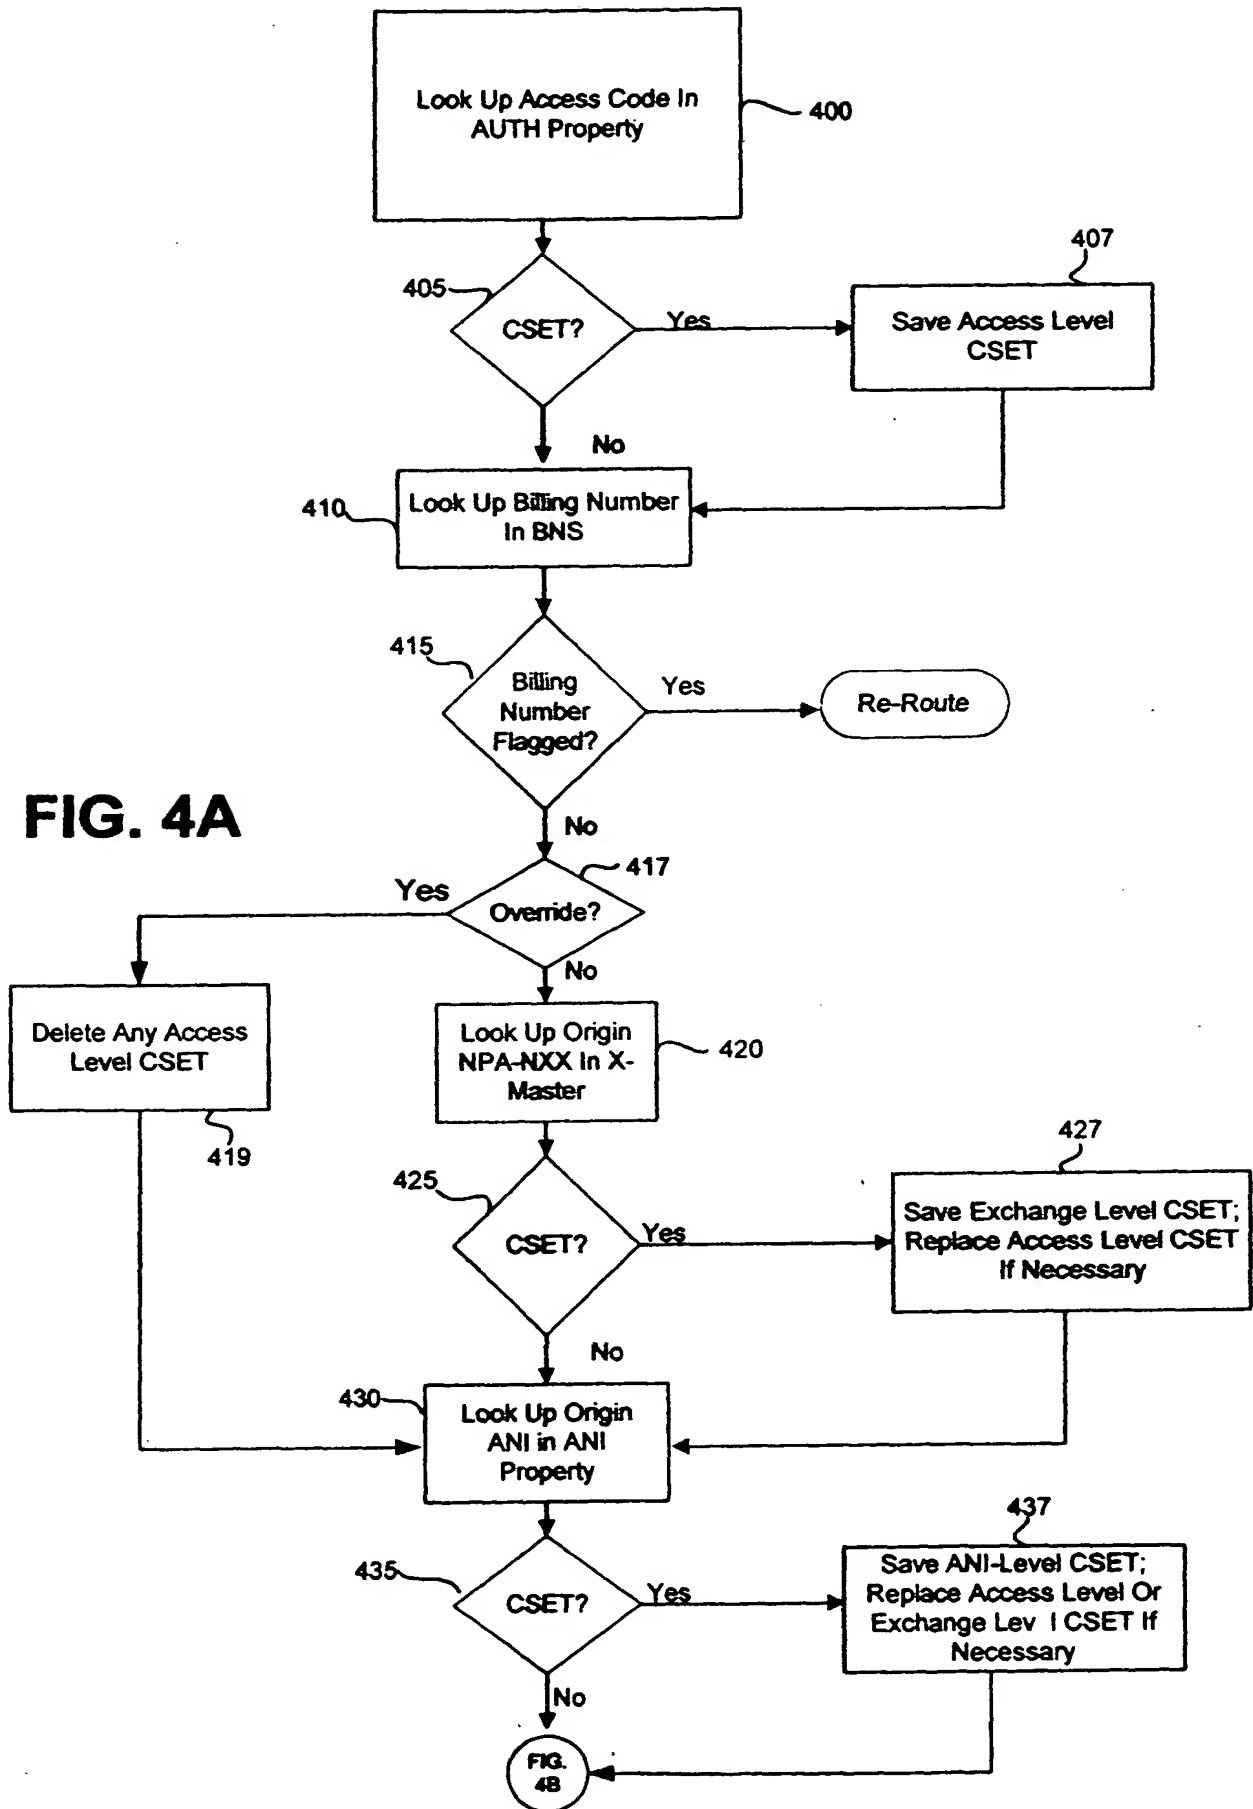 Look Up Access Code In
AUTH Property
400
407
405
CSET?
Yes
Save Access Level
CSET
No
410
Look Up Billing Number
In BNS
415
Billing
Number
Flagged?
Yes
Re-Route
FIG. 4A
No
417
Yes
Override?
No
Delete Any Access
Level CSET
419
Look Up Origin
NPA-NXX In X-
Master
420
427
425
CSET?
Yes
Save Exchange Level CSET;
Replace Access Level CSET
If Necessary
No
430
Look Up Origin
ANI in ANI
Property
437
435
CSET?
Yes
Save ANI-Level CSET;
Replace Access Level Or
Exchange Lev l CSET If
Necessary
No
FIG.
4B